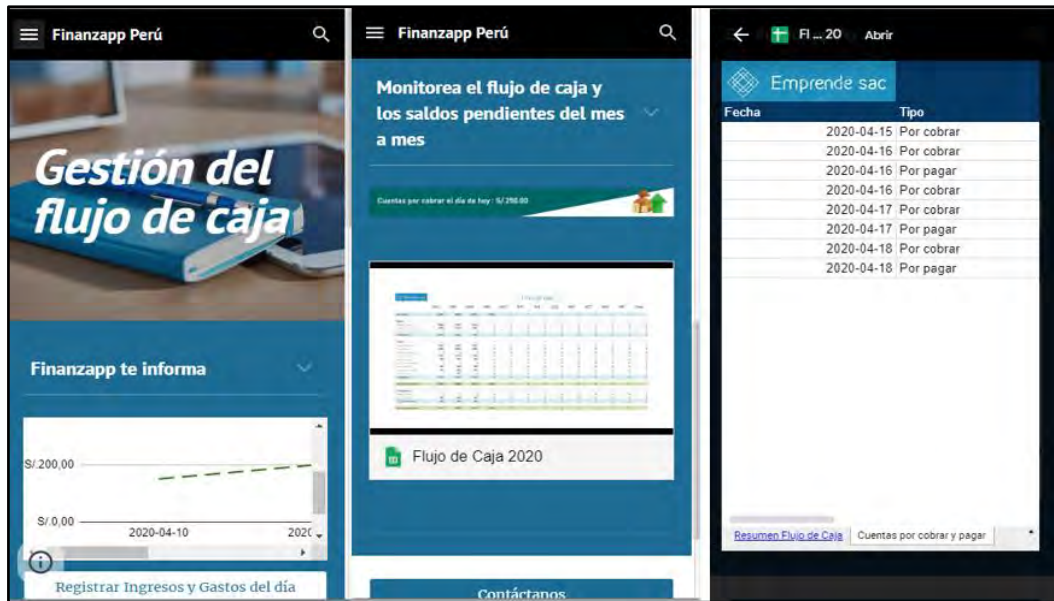 Finanzapp Perú
Gestión del
flujo de caja
Finanzapp te informa
S/.200,00
S/.0,00
2020-04-10
Registrar Ingresos y Gastos del día
Finanzapp Perú
Monitorea el flujo de caja y
los saldos pendientes del mes
a mes
Cuentas por cobrar el día de hoy: S/ 290.00
Flujo de Caja 2020
Contáctanos
Fl ... 20 Abrir
Emprende sac
Fecha Tipo
2020-04-15 Por cobrar
2020-04-16 Por cobrar
2020-04-16 Por pagar
2020-04-16 Por cobrar
2020-04-17 Por cobrar
2020-04-17 Por pagar
2020-04-18 Por cobrar
2020-04-18 Por pagar
Resumen Flujo de Caja Cuentas por cobrar y pagar